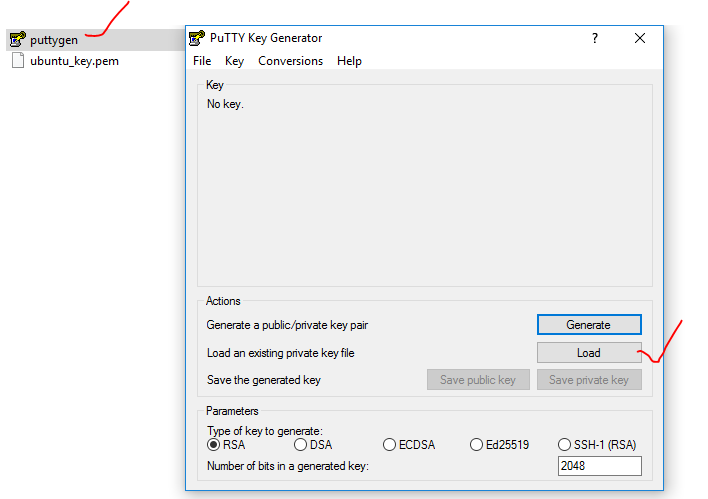 puttygen
ubuntu_key.pem
PuTTY Key Generator
?
File Key Conversions Help
Key
No key.
Actions
Generate a public/private key pair Generate
Load an existing private key file Load
Save the generated key Save public key Save private key
Parameters
Type of key to generate:
RSA DSA ECDSA Ed25519 SSH-1 (RSA)
Number of bits in a generated key: 2048